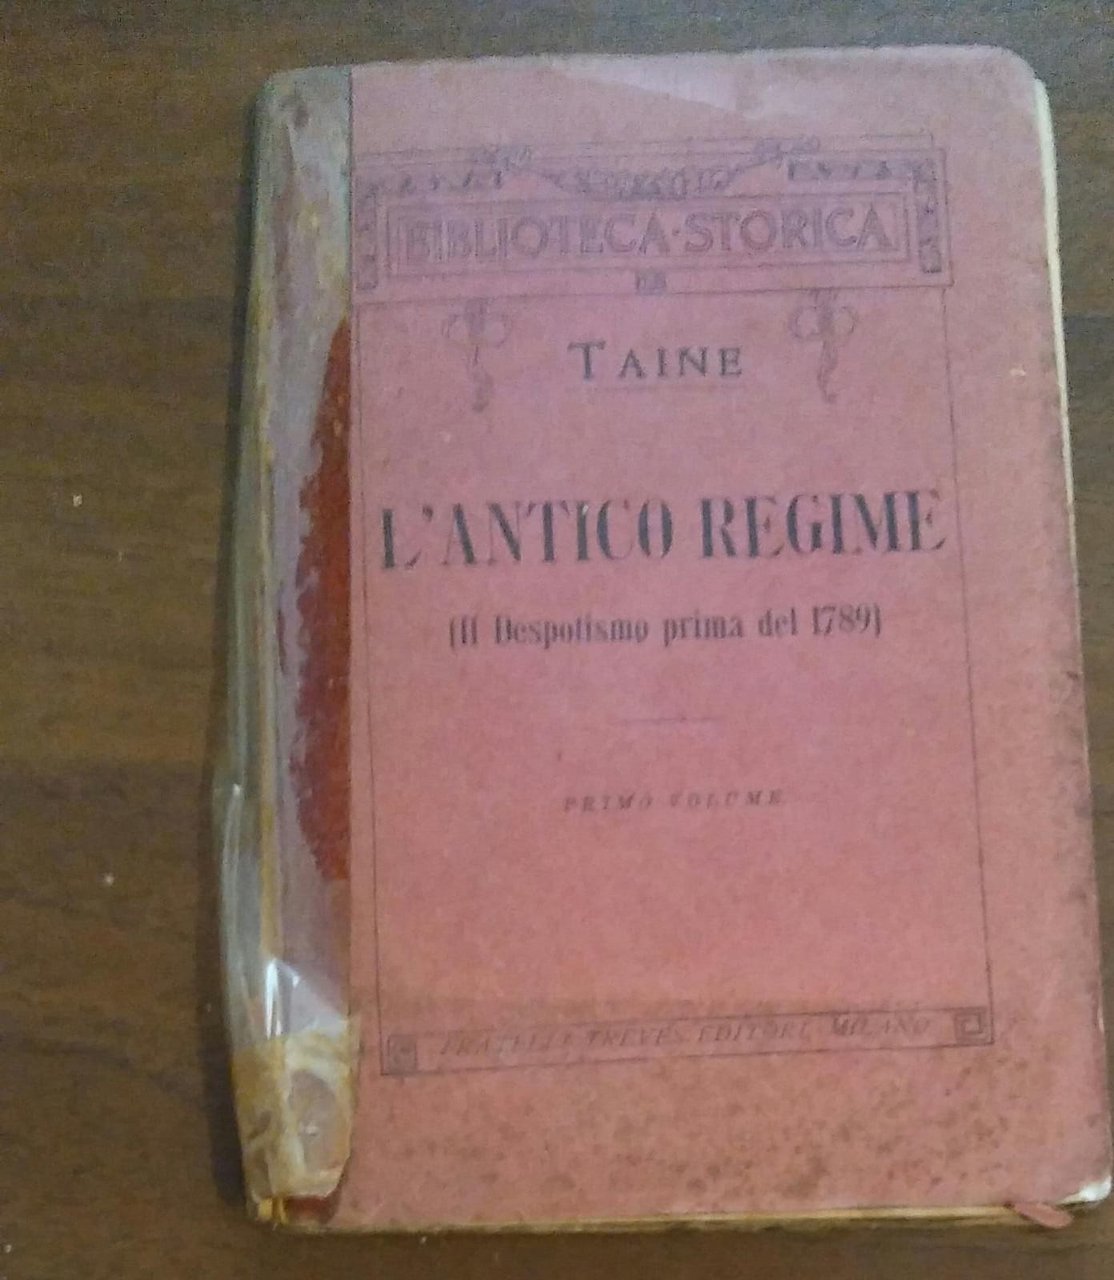 BIBLIOTECA·STORICA
TAINE
L'ANTICO REGIME
(Il Despotismo prima del 1789)
PRIMO VOLUME
FRATELLI TREVES, EDITORI, MILANO